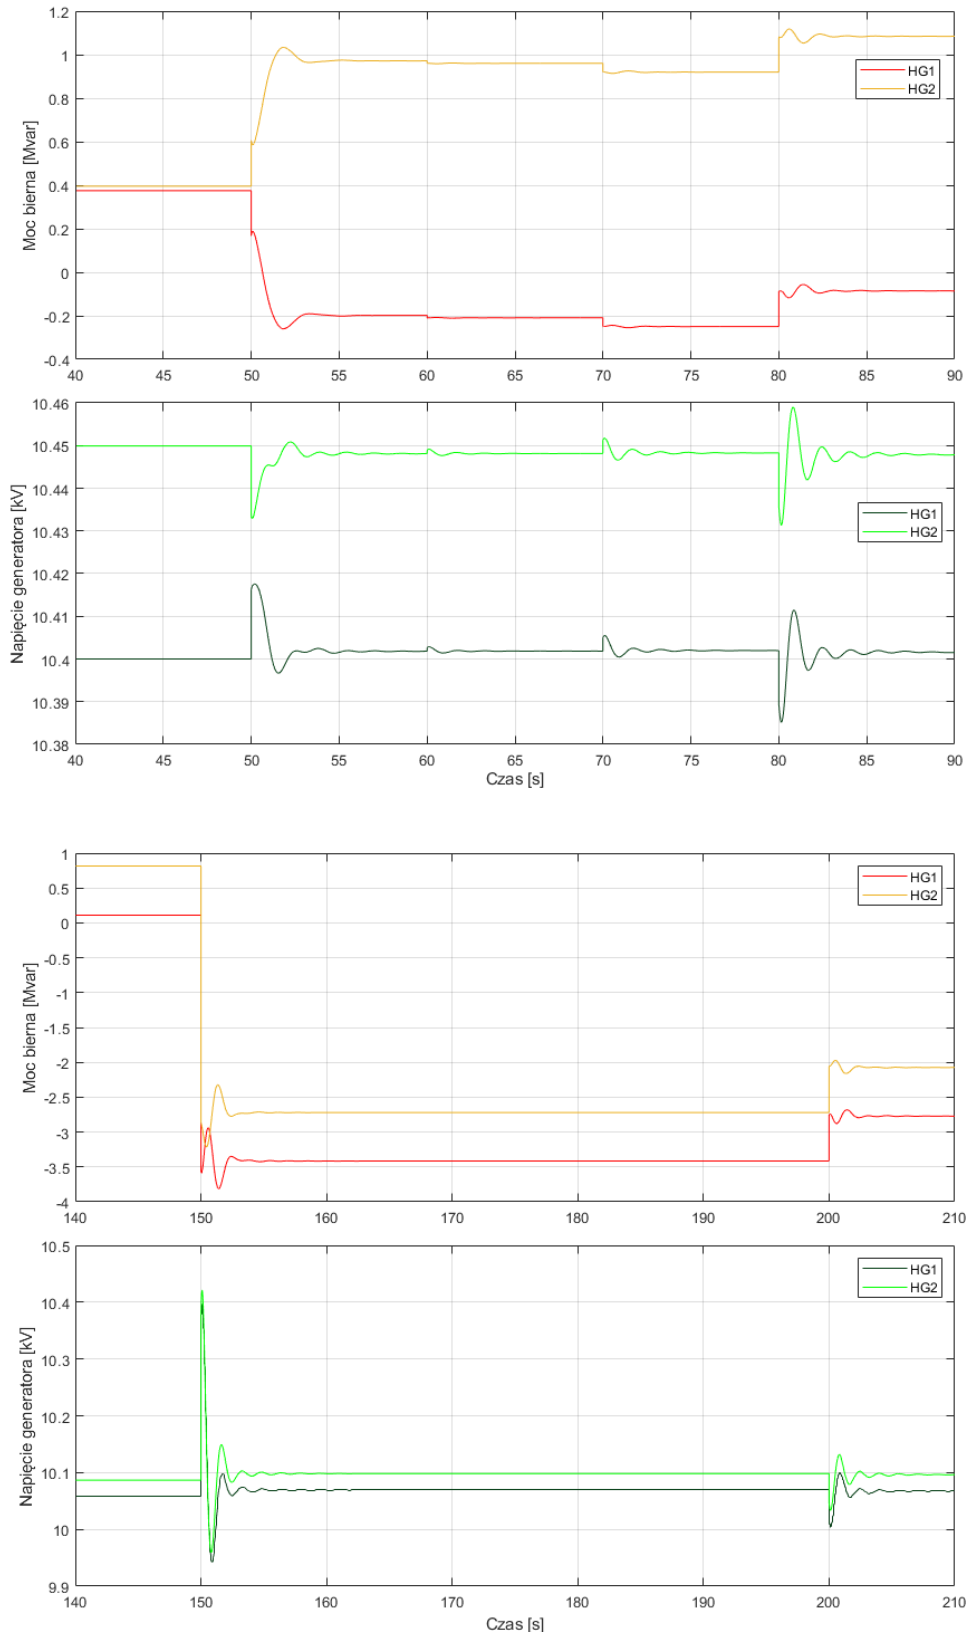 1.2
1
0.8
0.6
0.4
0.2
0
-0.2
-0.4
Moc bierna [Mvar]
HG1
HG2
40 45 50 55 60 65 70 75 80 85 90
10.46
10.45
10.44
10.43
10.42
10.41
10.4
10.39
10.38
Napięcie generatora [kV]
HG1
HG2
40 45 50 55 60 65 70 75 80 85 90
Czas [s]
1
0.5
0
-0.5
-1
-1.5
-2
-2.5
-3
-3.5
-4
Moc bierna [Mvar]
HG1
HG2
140 150 160 170 180 190 200 210
10.5
10.4
10.3
10.2
10.1
10
9.9
Napięcie generatora [kV]
HG1
HG2
140 150 160 170 180 190 200 210
Czas [s]